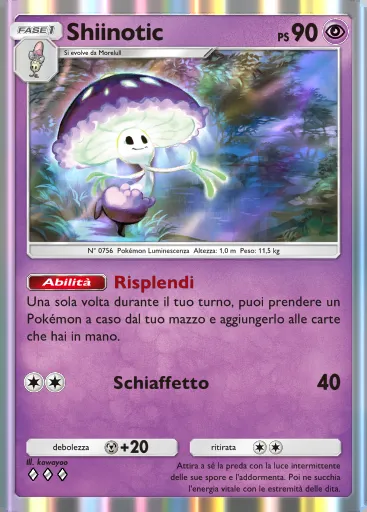 FASE 1
Shiinotic
PS 90
Si evolve da Morelull
N° 0756 Pokémon Luminescenza Altezza: 1,0 m Peso: 11,5 kg
Abilità Risplendi
Una sola volta durante il tuo turno, puoi prendere un
Pokémon a caso dal tuo mazzo e aggiungerlo alle carte
che hai in mano.
Schiaffetto 40
debolezza +20 ritirata
Ill. kawayoo
Attira a sé la preda con la luce intermittente
delle sue spore e l'addormenta. Poi ne succhia
l'energia vitale con le estremità delle dita.